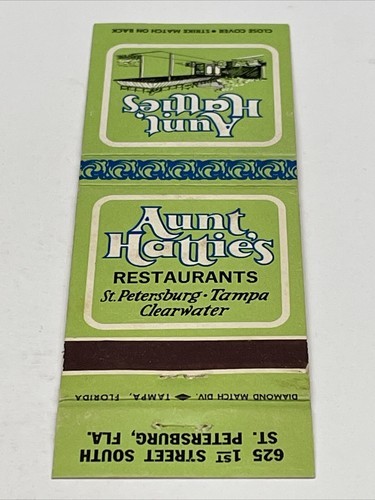 CLOSE COVER • STRIKE MATCH ON BACK
Aunt
Hattie's
Aunt
Hattie's
RESTAURANTS
St. Petersburg • Tampa
Clearwater
DIAMOND MATCH DIV. TAMPA, FLORIDA
625 1ST STREET SOUTH
ST. PETERSBURG, FLA.